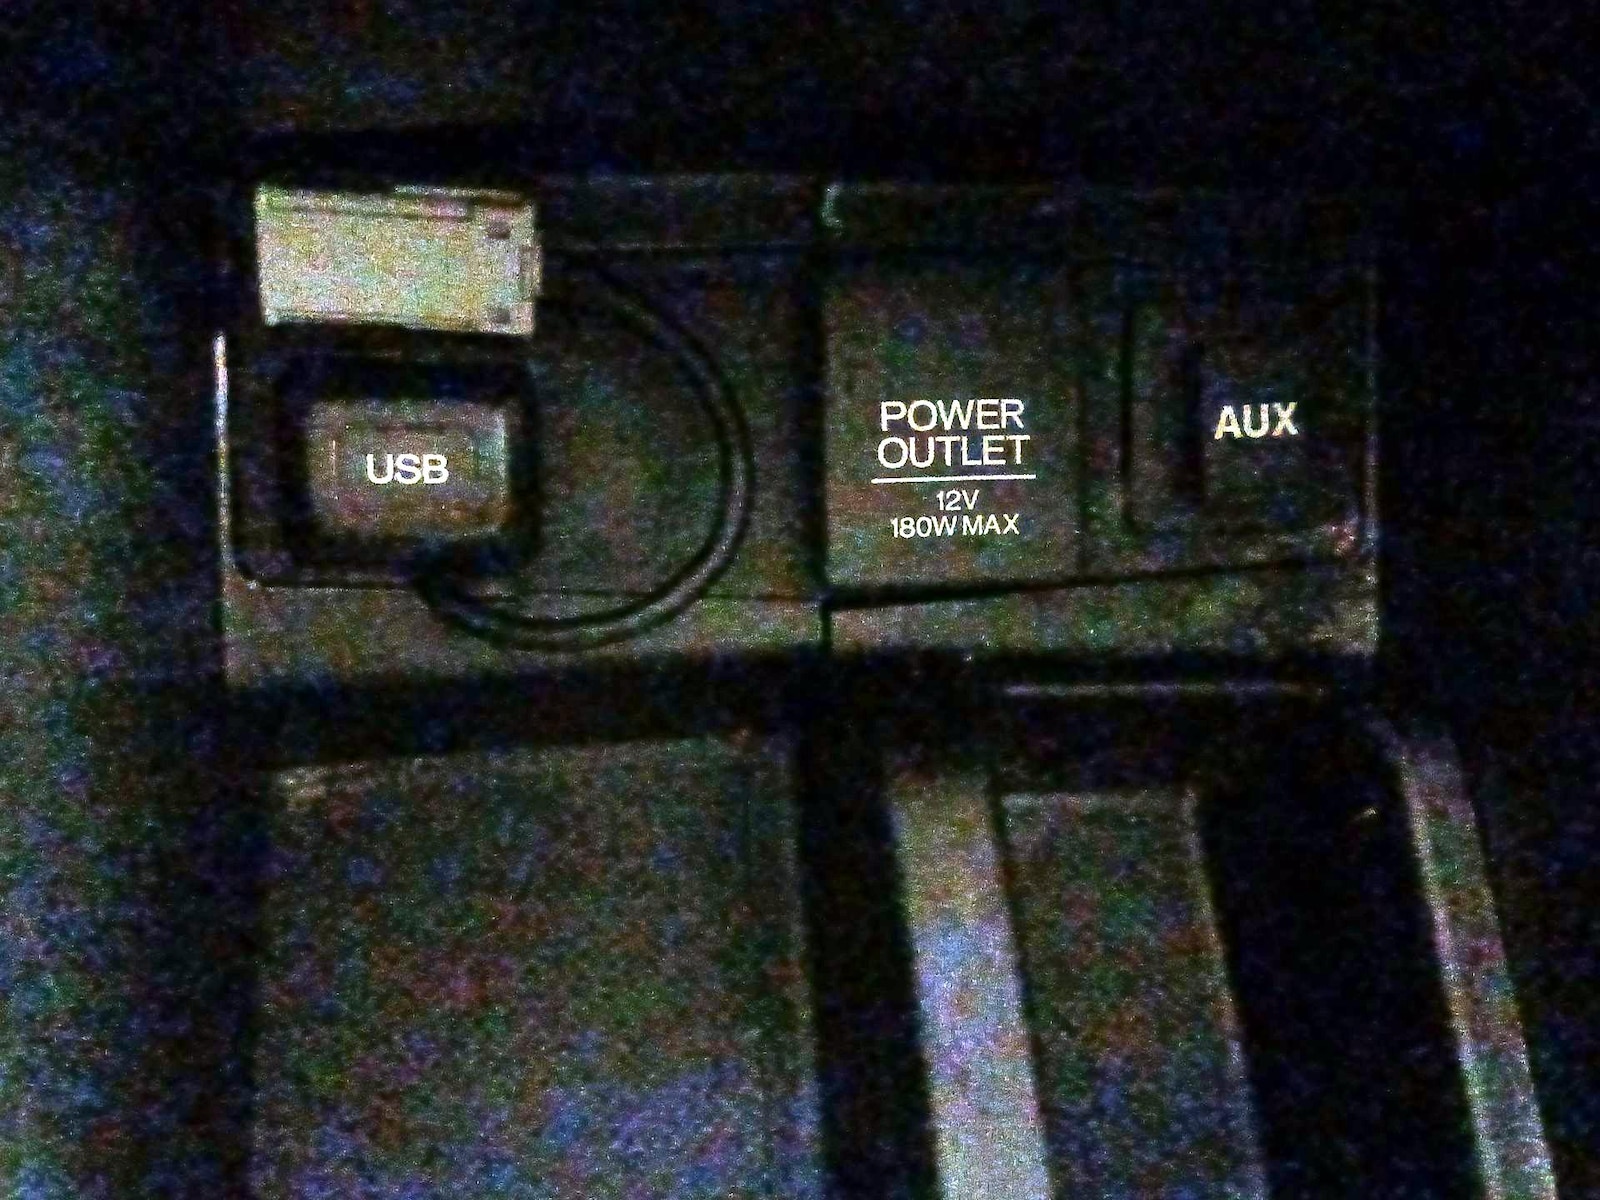 USB
POWER
OUTLET
12V
180W MAX
AUX